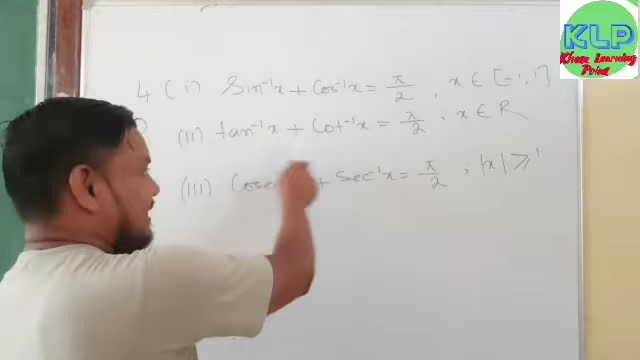 KLP
Khan Learning Point
4 (i) Sin⁻¹x + Cos⁻¹x = π/2 , x ∈ [-1, 1]
(ii) tan⁻¹x + Cot⁻¹x = π/2 , x ∈ R
(iii) Cosec + Sec⁻¹x = π/2 , |x| ≥ 1